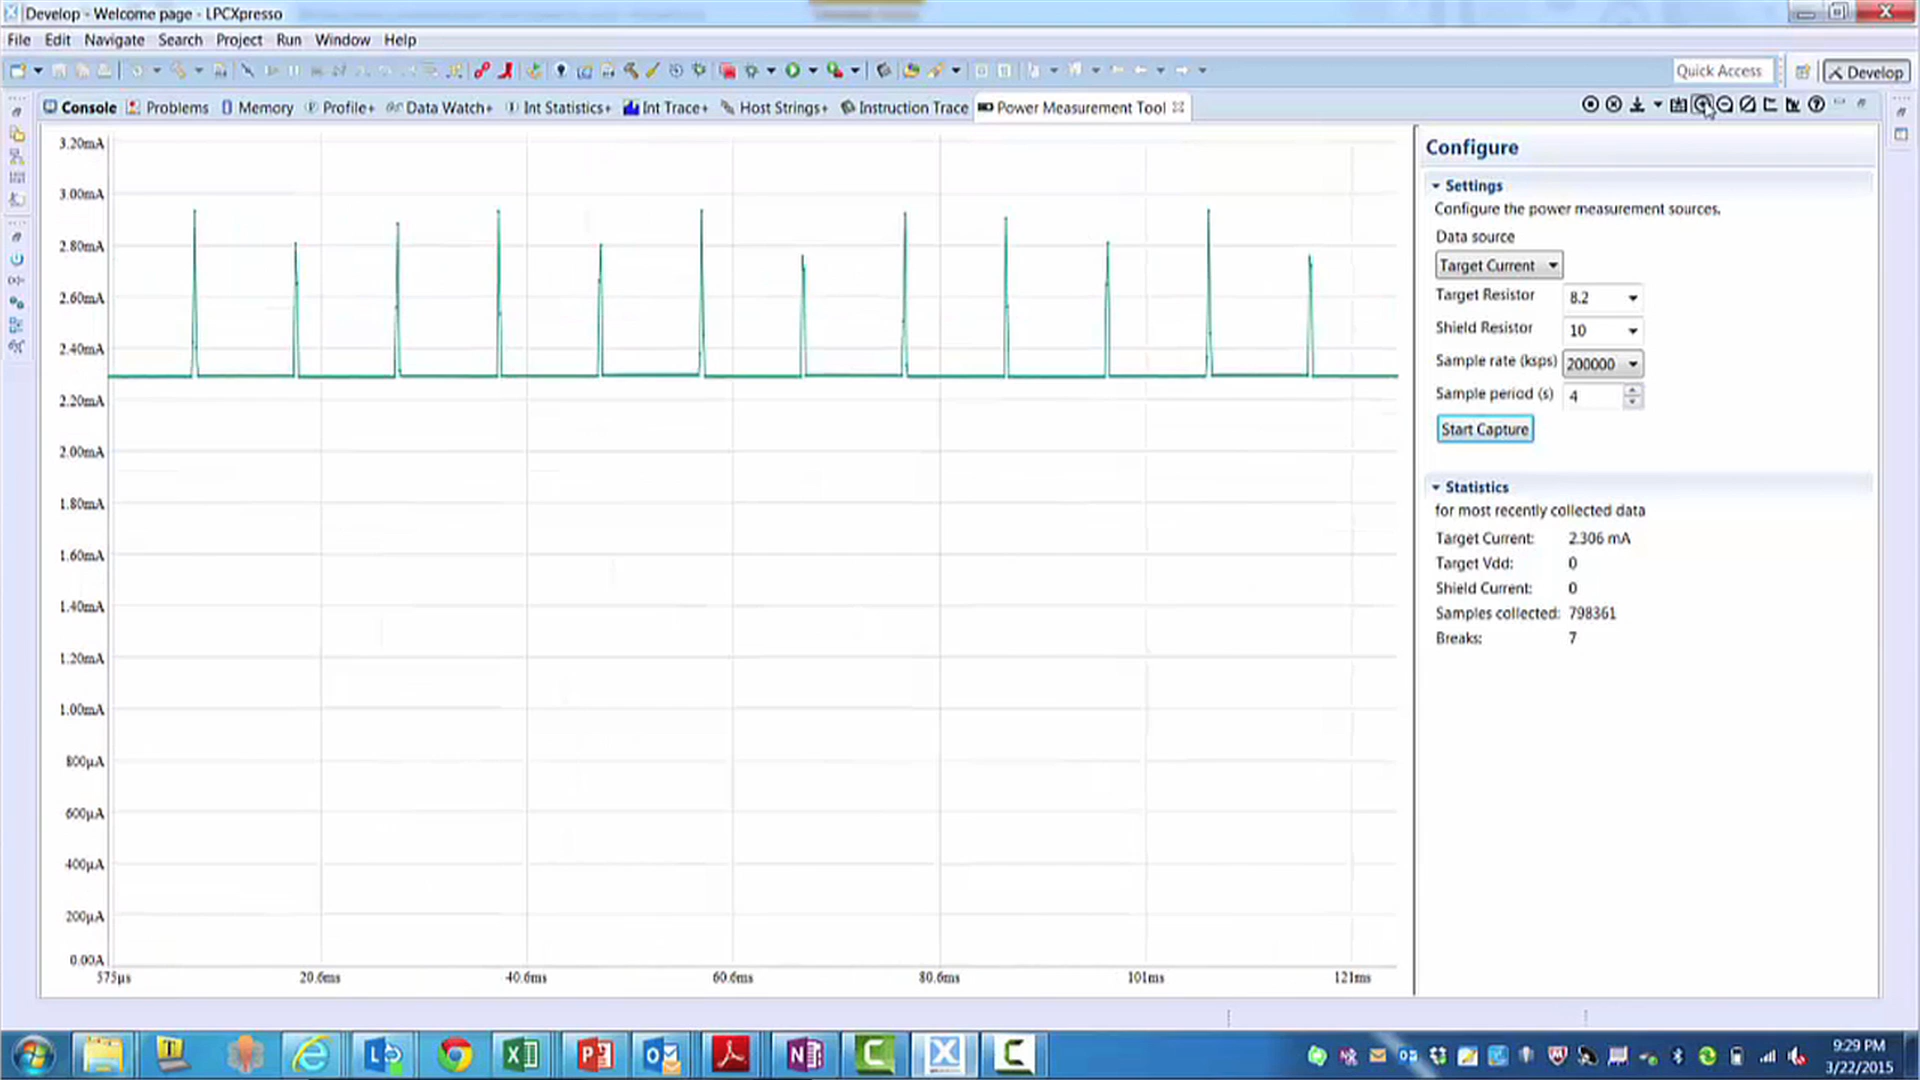 Develop - Welcome page - LPCXpresso
File Edit Navigate Search Project Run Window Help
Quick Access Develop
Console Problems Memory Profile+ Data Watch+ Int Statistics+ Int Trace+ Host Strings+ Instruction Trace Power Measurement Tool
3.20mA
3.00mA
2.80mA
2.60mA
2.40mA
2.20mA
2.00mA
1.80mA
1.60mA
1.40mA
1.20mA
1.00mA
800µA
600µA
400µA
200µA
0.00A
575µs 20.6ms 40.6ms 60.6ms 80.6ms 101ms 121ms
Configure
Settings
Configure the power measurement sources.
Data source
Target Current
Target Resistor 8.2
Shield Resistor 10
Sample rate (ksps) 200000
Sample period (s) 4
Start Capture
Statistics
for most recently collected data
Target Current: 2.306 mA
Target Vdd: 0
Shield Current: 0
Samples collected: 798361
Breaks: 7
9:29 PM
3/22/2015